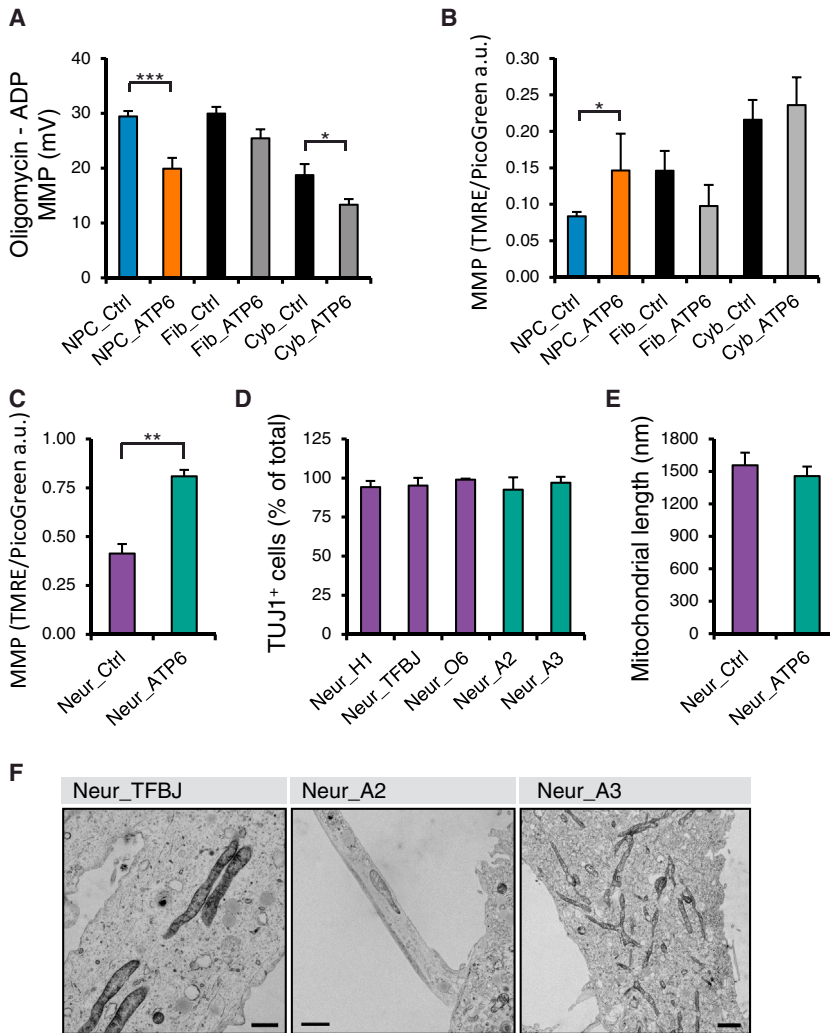 A
Oligomycin - ADP
MMP (mV)
40
30
20
10
0
***
*
NPC_Ctrl
NPC_ATP6
Fib_Ctrl
Fib_ATP6
Cyb_Ctrl
Cyb_ATP6
B
MMP (TMRE/PicoGreen a.u.)
0.30
0.25
0.20
0.15
0.10
0.05
0.00
*
NPC_Ctrl
NPC_ATP6
Fib_Ctrl
Fib_ATP6
Cyb_Ctrl
Cyb_ATP6
C
MMP (TMRE/PicoGreen a.u.)
1.00
0.75
0.50
0.25
0.00
**
Neur_Ctrl
Neur_ATP6
D
TUJ1⁺ cells (% of total)
125
100
75
50
25
0
Neur_H1
Neur_TFBJ
Neur_O6
Neur_A2
Neur_A3
E
Mitochondrial length (nm)
1800
1500
1200
900
600
300
0
Neur_Ctrl
Neur_ATP6
F
Neur_TFBJ
Neur_A2
Neur_A3